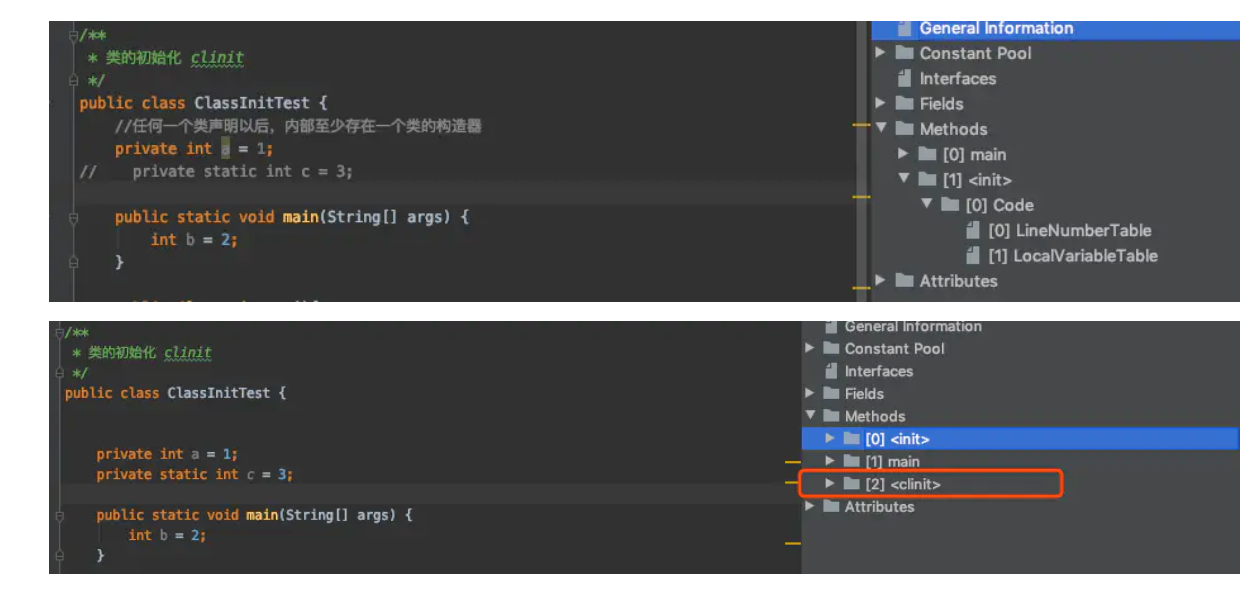 /**
* 类的初始化 clinit
*/
public class ClassInitTest {
//任何一个类声明以后，内部至少存在一个类的构造器
private int a = 1;
// private static int c = 3;
public static void main(String[] args) {
int b = 2;
}
General Information
Constant Pool
Interfaces
Fields
Methods
[0] main
[1] <init>
[0] Code
[0] LineNumberTable
[1] LocalVariableTable
Attributes
/**
* 类的初始化 clinit
*/
public class ClassInitTest {
private int a = 1;
private static int c = 3;
public static void main(String[] args) {
int b = 2;
}
General Information
Constant Pool
Interfaces
Fields
Methods
[0] <init>
[1] main
[2] <clinit>
Attributes